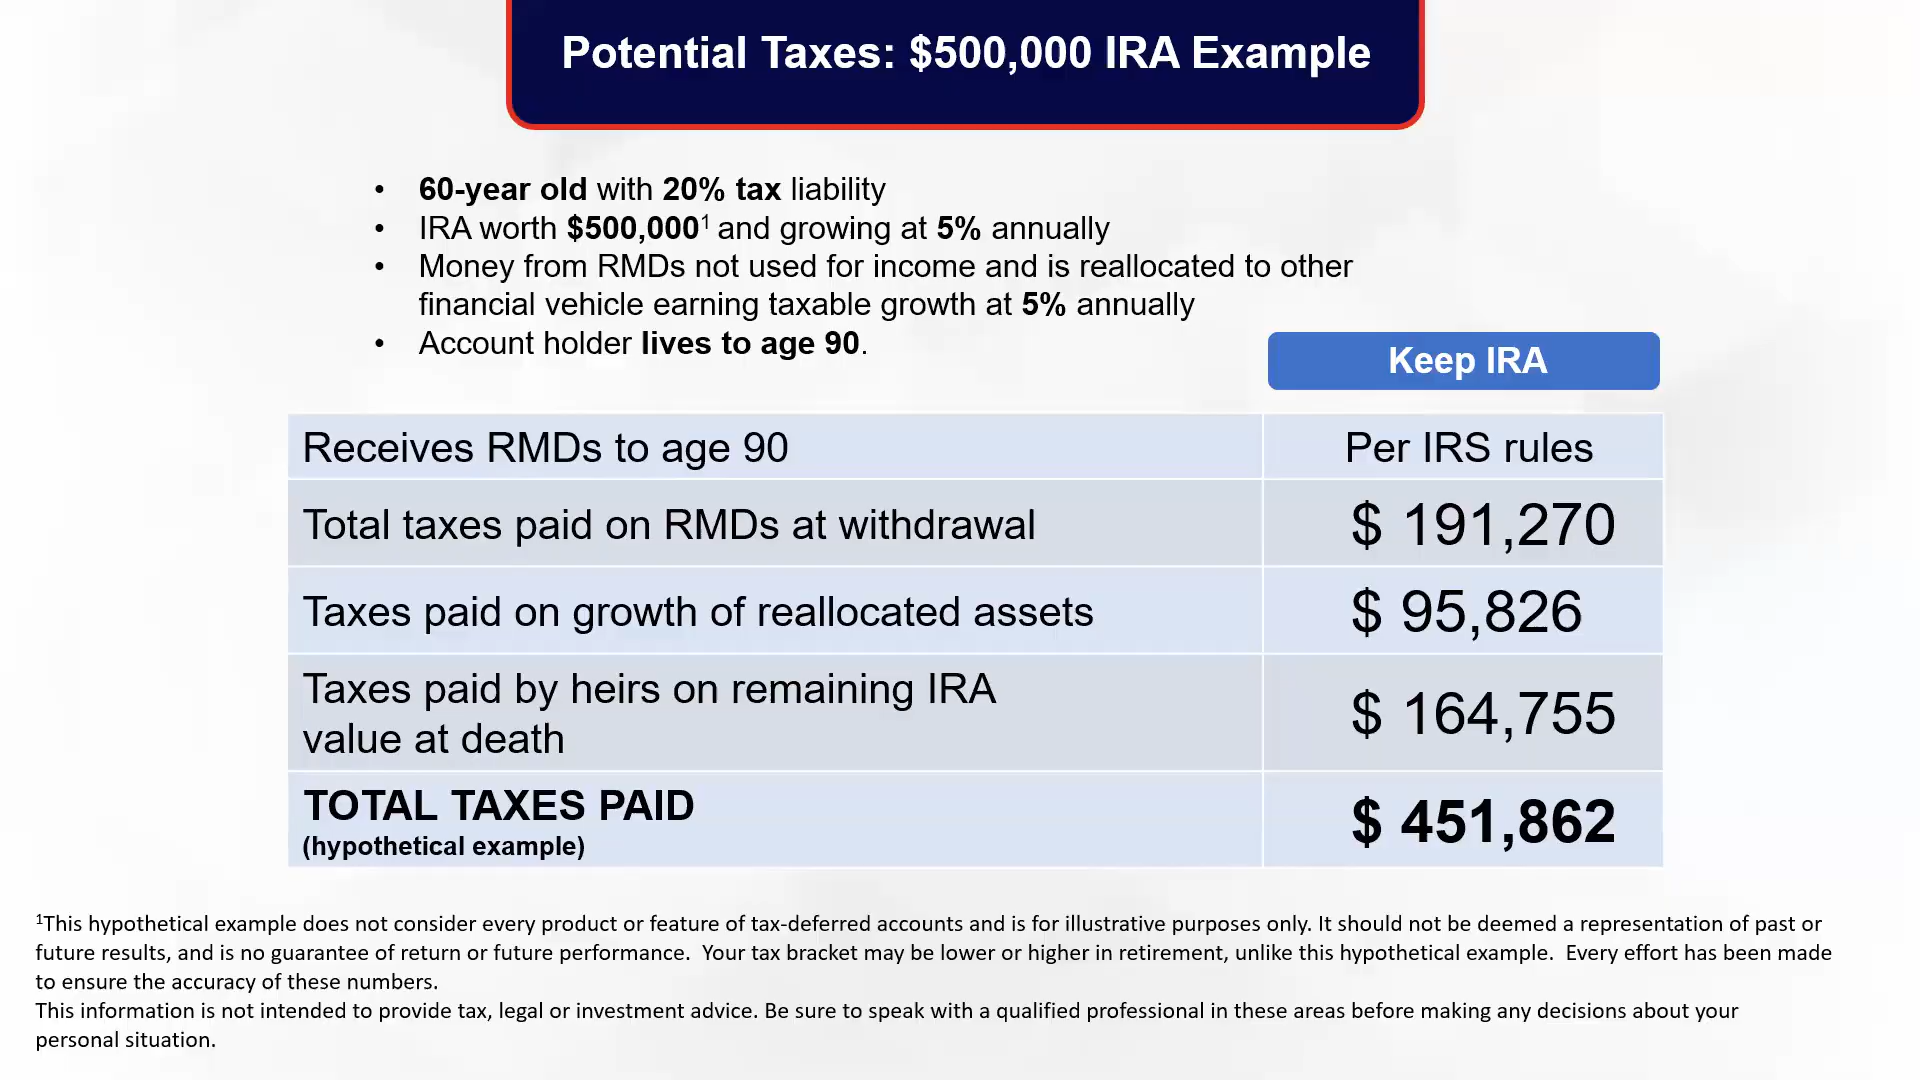 Potential Taxes: $500,000 IRA Example
• 60-year old with 20% tax liability
• IRA worth $500,000¹ and growing at 5% annually
• Money from RMDs not used for income and is reallocated to other
financial vehicle earning taxable growth at 5% annually
• Account holder lives to age 90.
Keep IRA
Receives RMDs to age 90 Per IRS rules
Total taxes paid on RMDs at withdrawal $ 191,270
Taxes paid on growth of reallocated assets $ 95,826
Taxes paid by heirs on remaining IRA
value at death $ 164,755
TOTAL TAXES PAID
(hypothetical example) $ 451,862
¹This hypothetical example does not consider every product or feature of tax-deferred accounts and is for illustrative purposes only. It should not be deemed a representation of past or
future results, and is no guarantee of return or future performance. Your tax bracket may be lower or higher in retirement, unlike this hypothetical example. Every effort has been made
to ensure the accuracy of these numbers.
This information is not intended to provide tax, legal or investment advice. Be sure to speak with a qualified professional in these areas before making any decisions about your
personal situation.